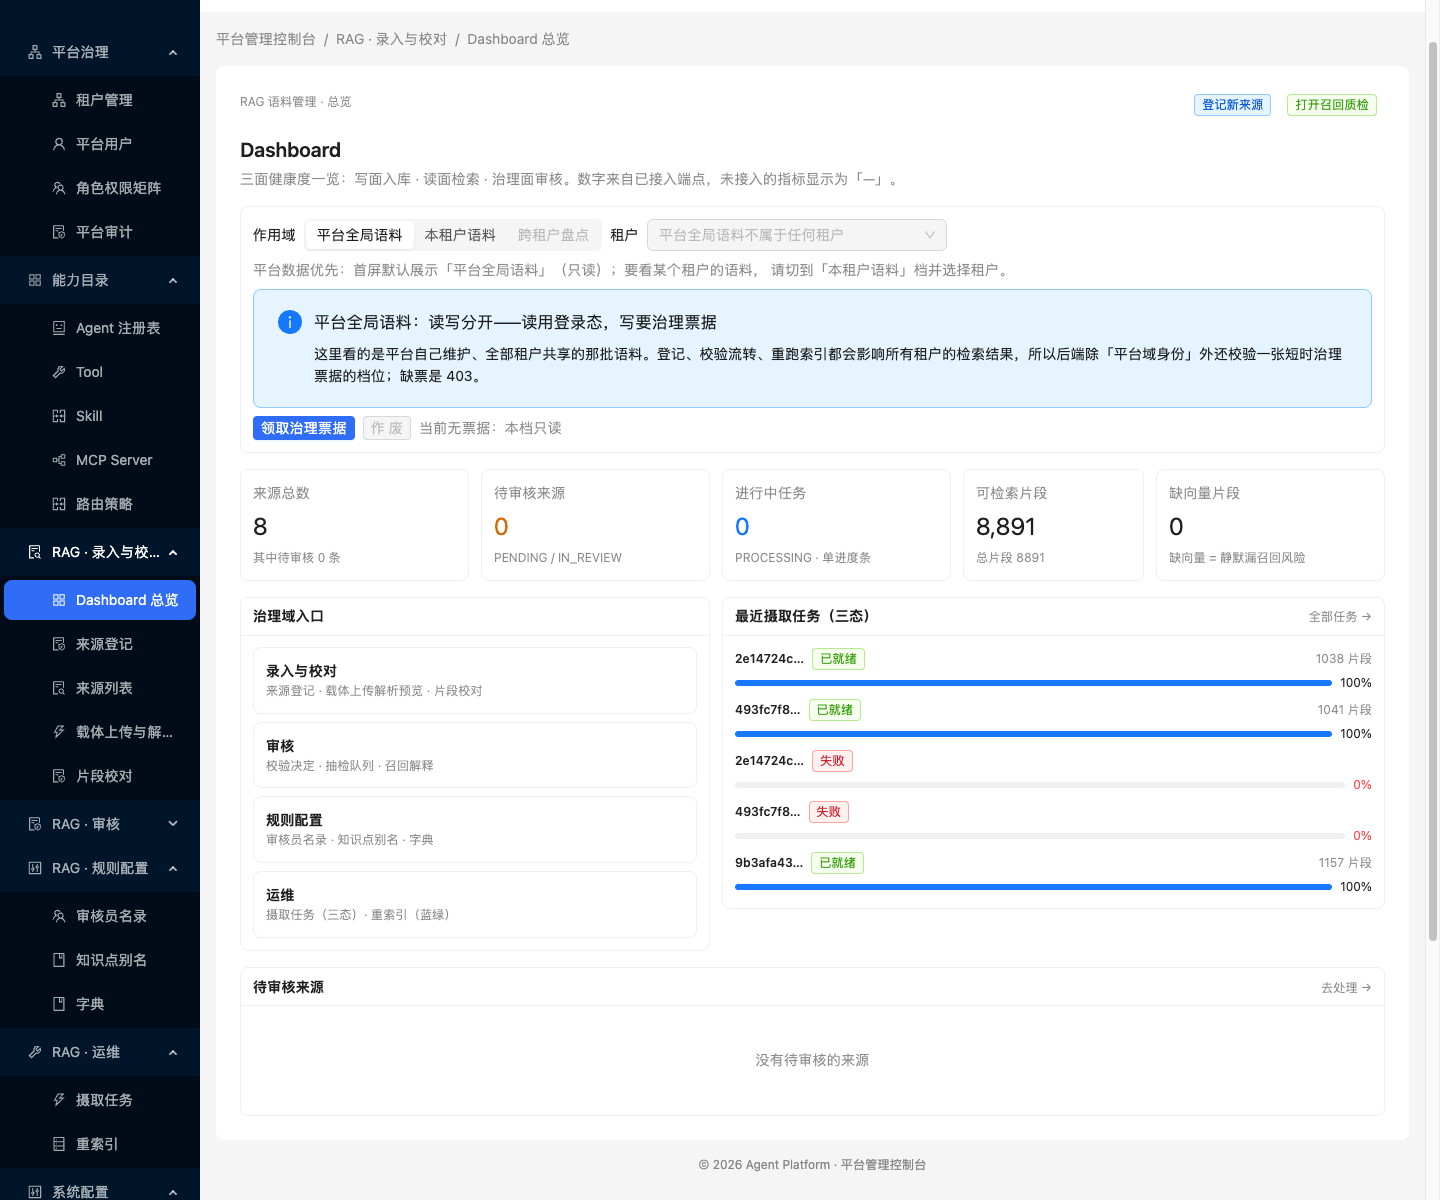 平台治理
租户管理
平台用户
角色权限矩阵
平台审计
能力目录
Agent 注册表
Tool
Skill
MCP Server
路由策略
RAG · 录入与校...
Dashboard 总览
来源登记
来源列表
载体上传与解...
片段校对
RAG · 审核
RAG · 规则配置
审核员名录
知识点别名
字典
RAG · 运维
摄取任务
重索引
系统配置
平台管理控制台 / RAG · 录入与校对 / Dashboard 总览
RAG 语料管理 · 总览
登记新来源
打开召回质检
Dashboard
三面健康度一览：写面入库 · 读面检索 · 治理面审核。数字来自已接入端点，未接入的指标显示为「—」。
作用域 平台全局语料 本租户语料 跨租户盘点 租户 平台全局语料不属于任何租户
平台数据优先：首屏默认展示「平台全局语料」（只读）；要看某个租户的语料， 请切到「本租户语料」档并选择租户。
平台全局语料：读写分开——读用登录态，写要治理票据
这里看的是平台自己维护、全部租户共享的那批语料。登记、校验流转、重跑索引都会影响所有租户的检索结果，所以后端除「平台域身份」外还校验一张短时治理
票据的档位；缺票是 403。
领取治理票据 作 废 当前无票据：本档只读
来源总数
8
其中待审核 0 条
待审核来源
0
PENDING / IN_REVIEW
进行中任务
0
PROCESSING · 单进度条
可检索片段
8,891
总片段 8891
缺向量片段
0
缺向量 = 静默漏召回风险
治理域入口
录入与校对
来源登记 · 载体上传解析预览 · 片段校对
审核
校验决定 · 抽检队列 · 召回解释
规则配置
审核员名录 · 知识点别名 · 字典
运维
摄取任务（三态）· 重索引（蓝绿）
最近摄取任务（三态）
全部任务 →
2e14724c... 已就绪 1038 片段
100%
493fc7f8... 已就绪 1041 片段
100%
2e14724c... 失败
0%
493fc7f8... 失败
0%
9b3afa43... 已就绪 1157 片段
100%
待审核来源
去处理 →
没有待审核的来源
© 2026 Agent Platform · 平台管理控制台